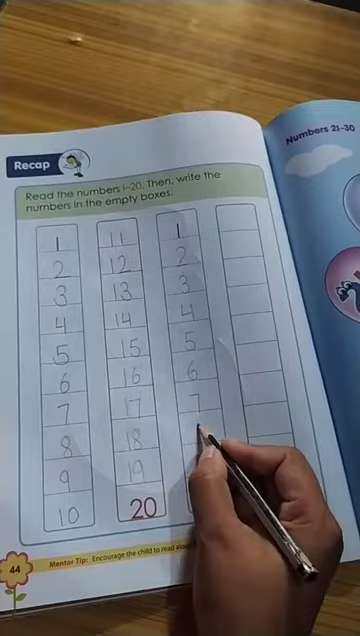 Recap
Read the numbers 1–20. Then, write the
numbers in the empty boxes.
Numbers 21–30
1 11 1
2 12 2
3 13 3
4 14 4
5 15 5
6 16 6
7 17 7
8 18
9 19
10 20
44
Mentor Tip: Encourage the child to read